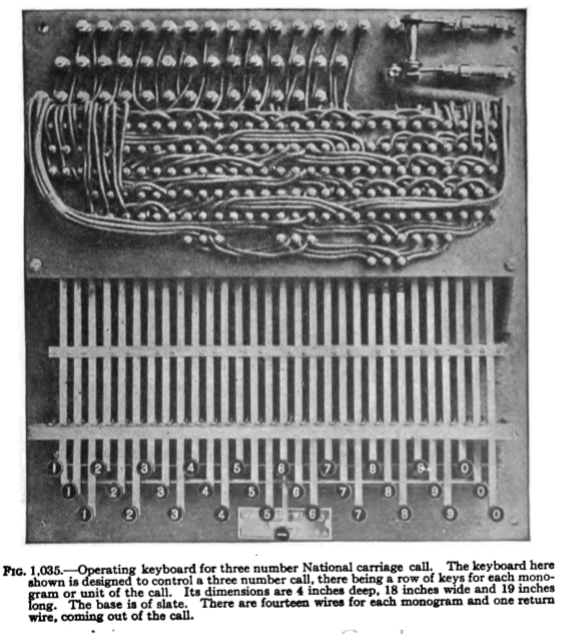 1 2 3 4 5 6 7 8 9 0
1 2 3 4 5 6 7 8 9 0
1 2 3 4 5 6 7 8 9 0
FIG. 1,035.—Operating keyboard for three number National carriage call. The keyboard here
shown is designed to control a three number call, there being a row of keys for each mono-
gram or unit of the call. Its dimensions are 4 inches deep, 18 inches wide and 19 inches
long. The base is of slate. There are fourteen wires for each monogram and one return
wire, coming out of the call.